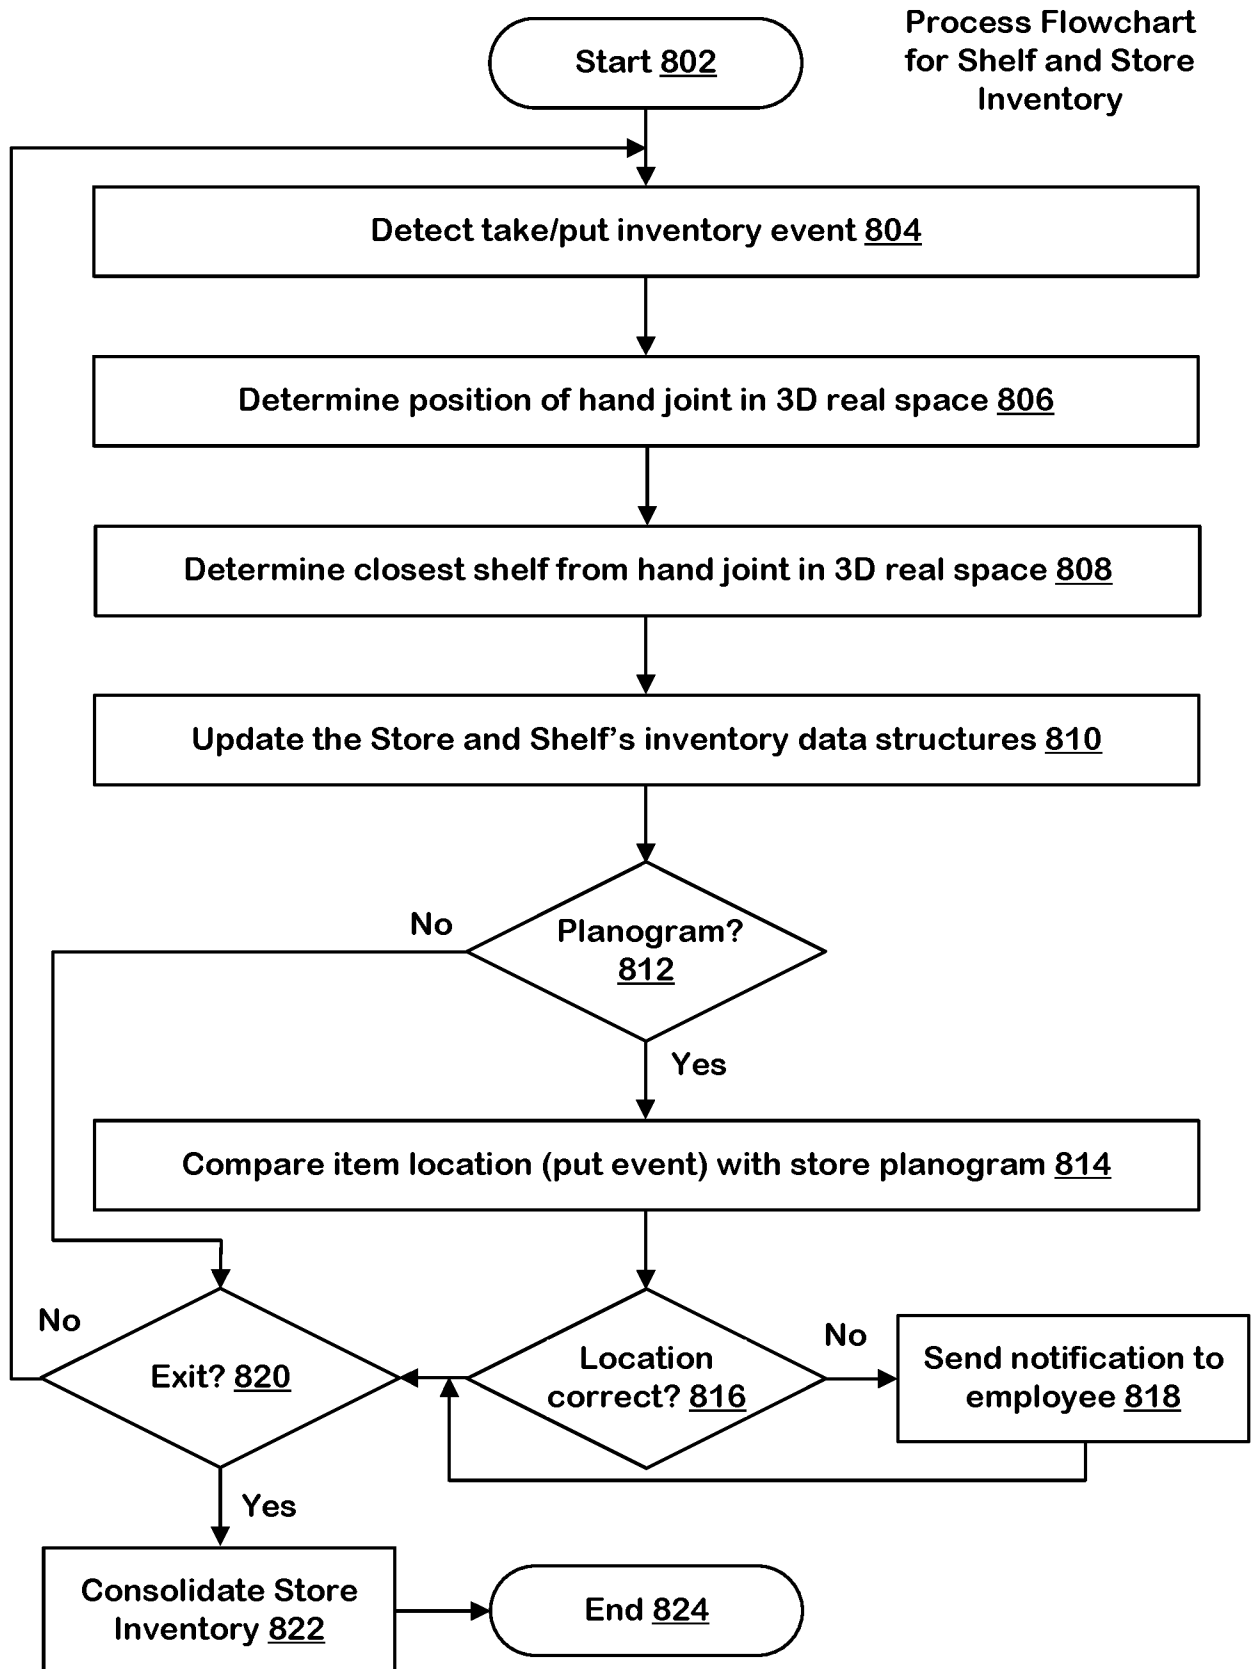 Process Flowchart
for Shelf and Store
Inventory
Start 802
Detect take/put inventory event 804
Determine position of hand joint in 3D real space 806
Determine closest shelf from hand joint in 3D real space 808
Update the Store and Shelf’s inventory data structures 810
No
Planogram?
812
Yes
Compare item location (put event) with store planogram 814
No
Exit? 820
Location
correct? 816
No
Send notification to
employee 818
Yes
Consolidate Store
Inventory 822
End 824